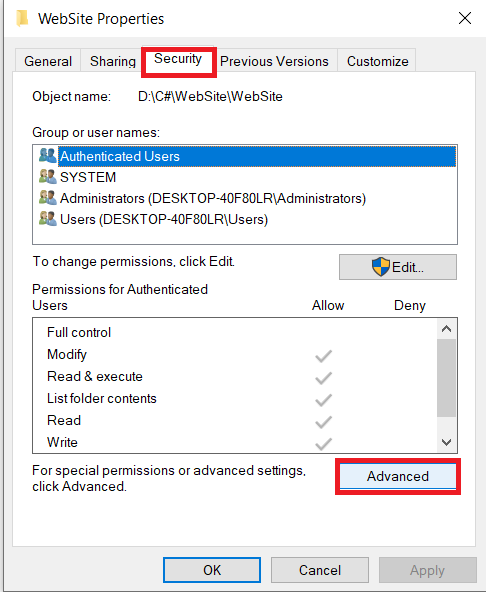 WebSite Properties
General Sharing Security Previous Versions Customize
Object name: D:\C#\WebSite\WebSite
Group or user names:
Authenticated Users
SYSTEM
Administrators (DESKTOP-40F80LR\Administrators)
Users (DESKTOP-40F80LR\Users)
To change permissions, click Edit.
Edit...
Permissions for Authenticated
Users Allow Deny
Full control
Modify
Read & execute
List folder contents
Read
Write
For special permissions or advanced settings,
click Advanced.
Advanced
OK Cancel Apply